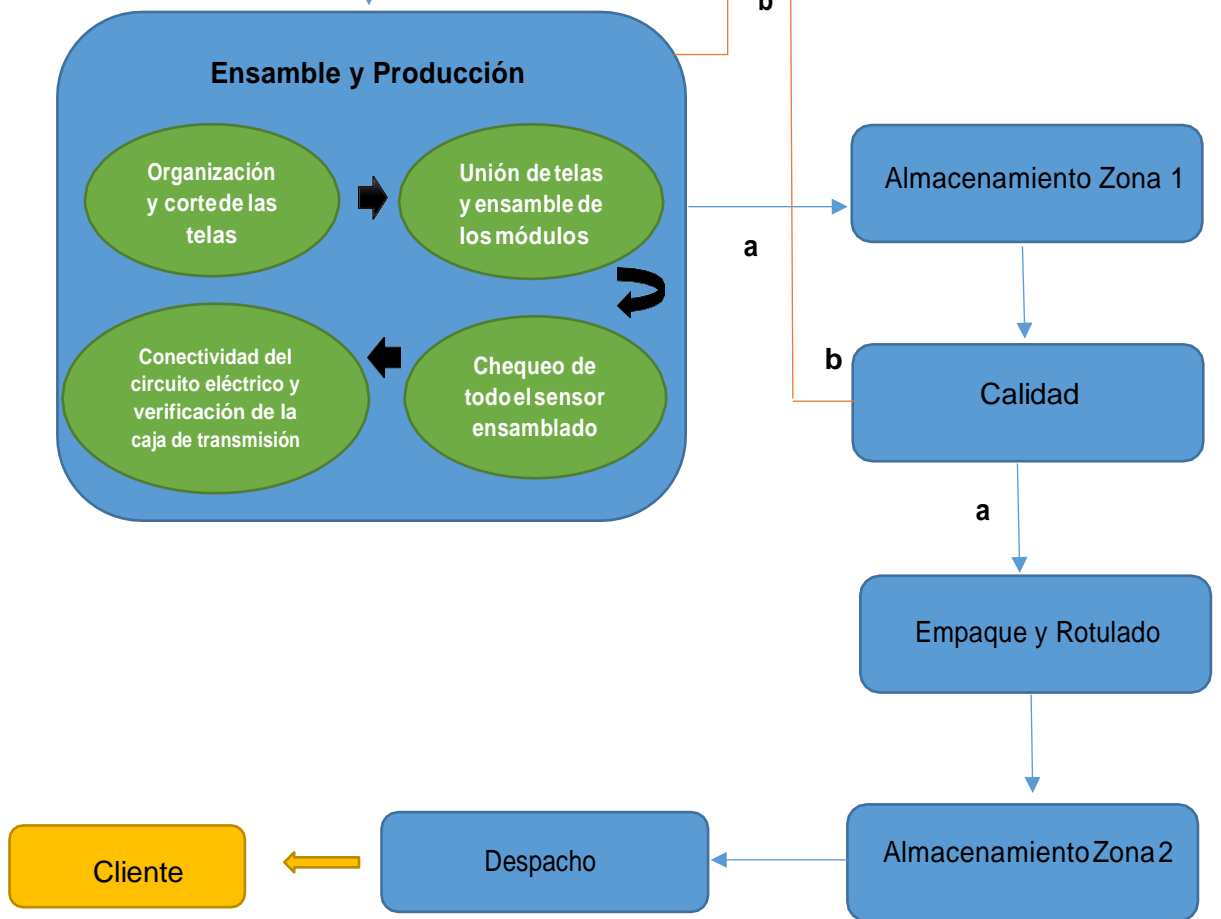 b
Ensamble y Producción
Organización
y corte de las
telas
Unión de telas
y ensamble de
los módulos
Almacenamiento Zona 1
a
Conectividad del
circuito eléctrico y
verificación de la
caja de transmisión
Chequeo de
todo el sensor
ensamblado
b
Calidad
a
Empaque y Rotulado
Almacenamiento Zona 2
Despacho
Cliente